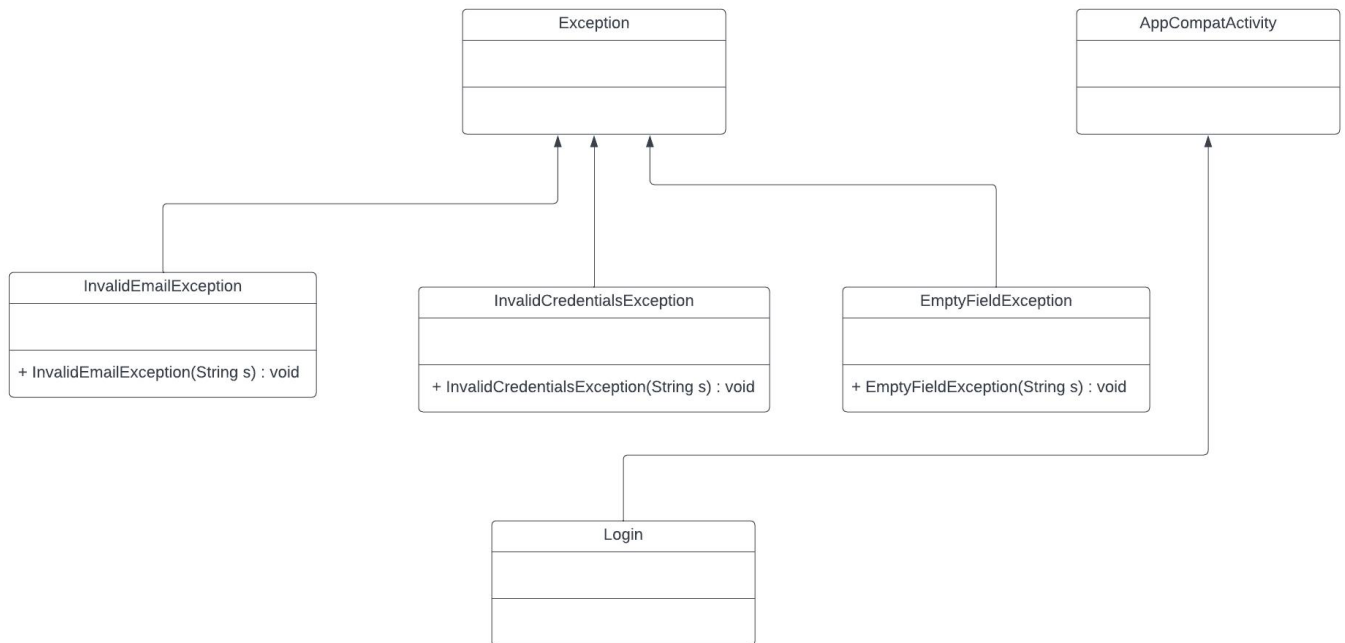 Exception
AppCompatActivity
InvalidEmailException
+ InvalidEmailException(String s) : void
InvalidCredentialsException
+ InvalidCredentialsException(String s) : void
EmptyFieldException
+ EmptyFieldException(String s) : void
Login